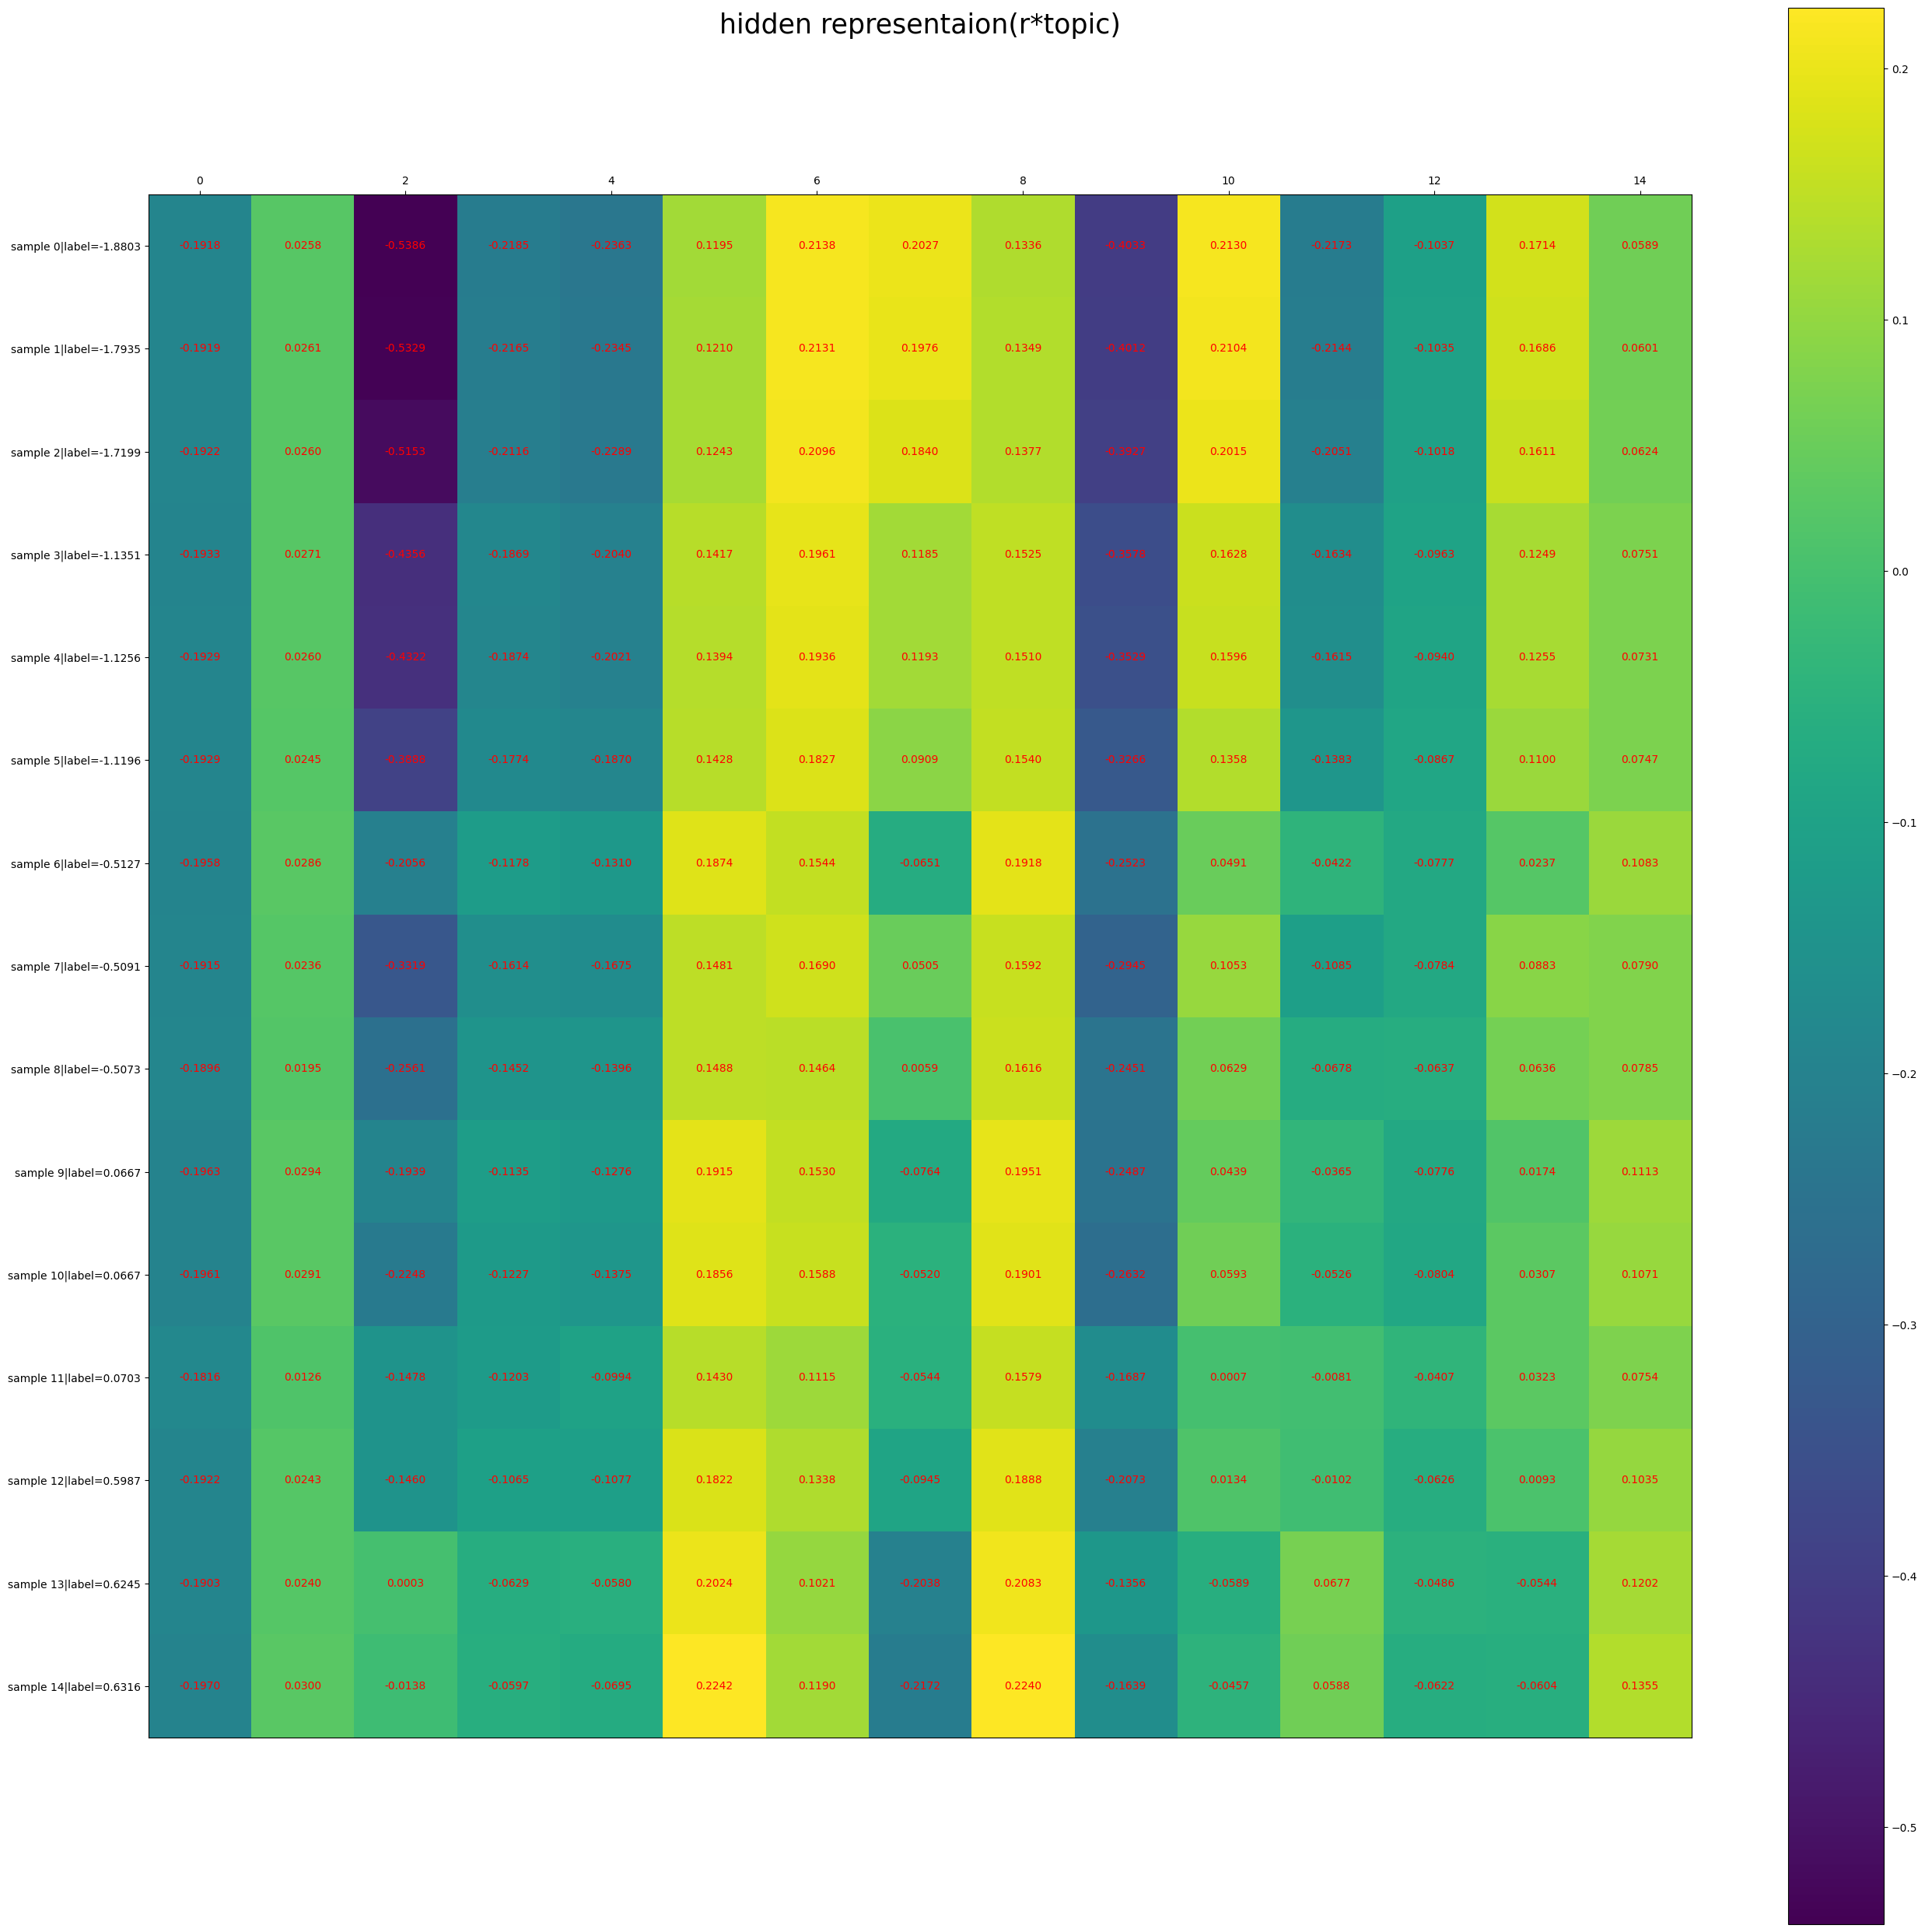 hidden representaion(r*topic)
0 2 4 6 8 10 12 14
sample 0|label=-1.8803 -0.1918 0.0258 -0.5386 -0.2185 -0.2363 0.1195 0.2138 0.2027 0.1336 0.2130 -0.2173 -0.1037 0.1714 0.0589
sample 1|label=-1.7935 -0.1919 0.0261 -0.5329 -0.2165 -0.2345 0.1210 0.2131 0.1976 0.1349 0.2104 -0.2144 -0.1035 0.1686 0.0601
sample 2|label=-1.7199 -0.1922 0.0260 -0.5153 -0.2116 -0.2289 0.1243 0.2096 0.1840 0.1377 0.2015 -0.2051 -0.1018 0.1611 0.0624
sample 3|label=-1.1351 -0.1933 0.0271 -0.1869 -0.2040 0.1417 0.1961 0.1185 0.1525 0.1628 -0.1634 -0.0963 0.1249 0.0751
sample 4|label=-1.1256 -0.1929 0.0260 -0.4322 -0.1874 -0.2021 0.1394 0.1936 0.1193 0.1510 0.1596 -0.1615 -0.0940 0.1255 0.0731
sample 5|label=-1.1196 -0.1929 0.0245 -0.1774 -0.1870 0.1428 0.1827 0.0909 0.1540 0.1358 -0.1383 -0.0867 0.1100 0.0747
sample 6|label=-0.5127 -0.1958 0.0286 -0.2056 -0.1178 -0.1310 0.1874 0.1544 -0.0651 0.1918 -0.2523 0.0491 -0.0422 -0.0777 0.0237 0.1083
sample 7|label=-0.5091 -0.1915 0.0236 -0.1614 -0.1675 0.1481 0.1690 0.0505 0.1592 -0.2945 0.1053 -0.1085 -0.0784 0.0883 0.0790
sample 8|label=-0.5073 -0.1896 0.0195 -0.2561 -0.1452 -0.1396 0.1488 0.1464 0.0059 0.1616 -0.2451 0.0629 -0.0678 -0.0637 0.0636 0.0785
sample 9|label=0.0667 -0.1963 0.0294 -0.1939 -0.1135 -0.1276 0.1915 0.1530 -0.0764 0.1951 -0.2487 0.0439 -0.0365 -0.0776 0.0174 0.1113
sample 10|label=0.0667 -0.1961 0.0291 -0.2248 -0.1227 -0.1375 0.1856 0.1588 -0.0520 0.1901 -0.2632 0.0593 -0.0526 -0.0804 0.0307 0.1071
sample 11|label=0.0703 -0.1816 0.0126 -0.1478 -0.1203 -0.0994 0.1430 0.1115 -0.0544 0.1579 -0.1687 0.0007 -0.0081 -0.0407 0.0323 0.0754
sample 12|label=0.5987 -0.1922 0.0243 -0.1460 -0.1065 -0.1077 0.1822 0.1338 -0.0945 0.1888 -0.2073 0.0134 -0.0102 -0.0626 0.0093 0.1035
sample 13|label=0.6245 -0.1903 0.0240 0.0003 -0.0629 -0.0580 0.2024 0.1021 -0.2038 0.2083 -0.1356 -0.0589 0.0677 -0.0486 -0.0544 0.1202
sample 14|label=0.6316 -0.1970 0.0300 -0.0138 -0.0597 -0.0695 0.2242 0.1190 -0.2172 0.2240 -0.1639 -0.0457 0.0588 -0.0622 -0.0604 0.1355
0.2
0.1
0.0
−0.1
−0.2
−0.3
−0.4
−0.5